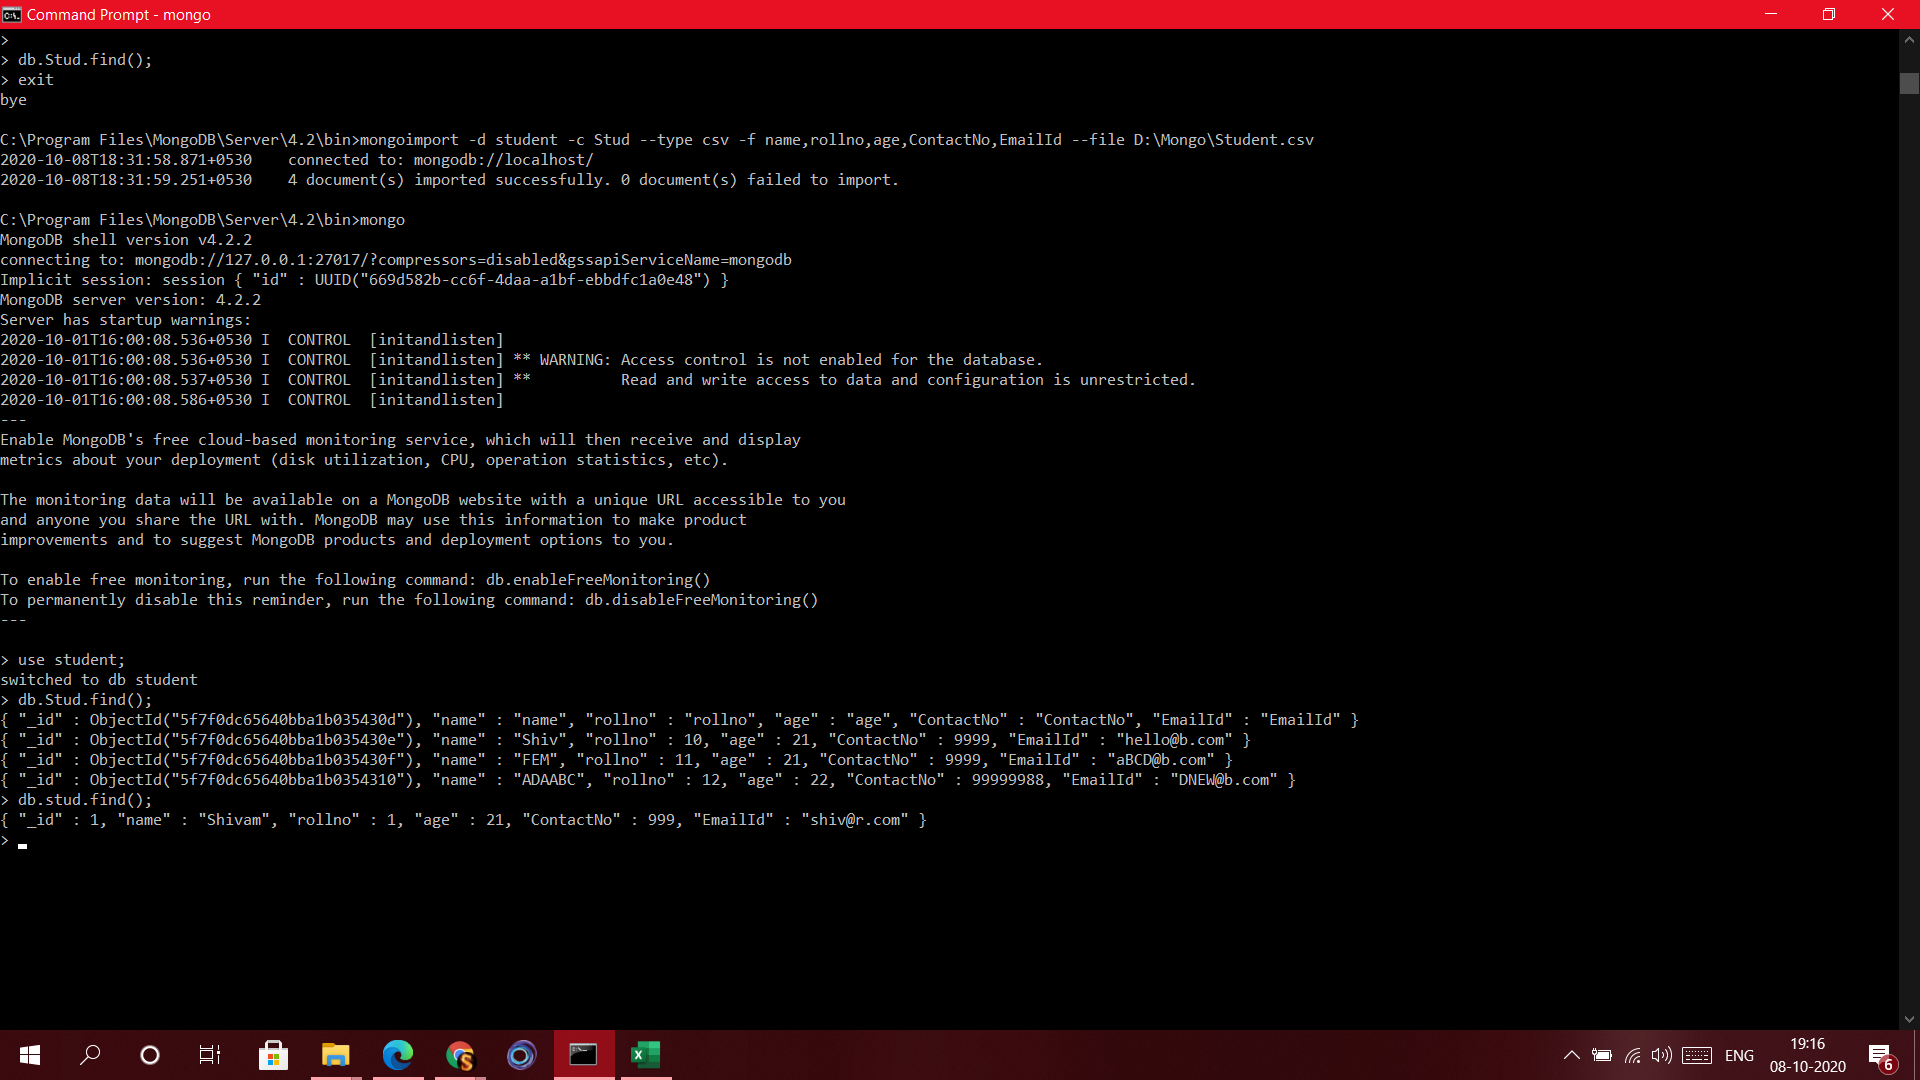 Command Prompt - mongo
>
> db.Stud.find();
> exit
bye
C:\Program Files\MongoDB\Server\4.2\bin>mongoimport -d student -c Stud --type csv -f name,rollno,age,ContactNo,EmailId --file D:\Mongo\Student.csv
2020-10-08T18:31:58.871+0530    connected to: mongodb://localhost/
2020-10-08T18:31:59.251+0530    4 document(s) imported successfully. 0 document(s) failed to import.
C:\Program Files\MongoDB\Server\4.2\bin>mongo
MongoDB shell version v4.2.2
connecting to: mongodb://127.0.0.1:27017/?compressors=disabled&gssapiServiceName=mongodb
Implicit session: session { "id" : UUID("669d582b-cc6f-4daa-a1bf-ebbdfc1a0e48") }
MongoDB server version: 4.2.2
Server has startup warnings:
2020-10-01T16:00:08.536+0530 I  CONTROL  [initandlisten]
2020-10-01T16:00:08.536+0530 I  CONTROL  [initandlisten] ** WARNING: Access control is not enabled for the database.
2020-10-01T16:00:08.537+0530 I  CONTROL  [initandlisten] **          Read and write access to data and configuration is unrestricted.
2020-10-01T16:00:08.586+0530 I  CONTROL  [initandlisten]
---
Enable MongoDB's free cloud-based monitoring service, which will then receive and display
metrics about your deployment (disk utilization, CPU, operation statistics, etc).
The monitoring data will be available on a MongoDB website with a unique URL accessible to you
and anyone you share the URL with. MongoDB may use this information to make product
improvements and to suggest MongoDB products and deployment options to you.
To enable free monitoring, run the following command: db.enableFreeMonitoring()
To permanently disable this reminder, run the following command: db.disableFreeMonitoring()
---
> use student;
switched to db student
> db.Stud.find();
{ "_id" : ObjectId("5f7f0dc65640bba1b035430d"), "name" : "name", "rollno" : "rollno", "age" : "age", "ContactNo" : "ContactNo", "EmailId" : "EmailId" }
{ "_id" : ObjectId("5f7f0dc65640bba1b035430e"), "name" : "Shiv", "rollno" : 10, "age" : 21, "ContactNo" : 9999, "EmailId" : "hello@b.com" }
{ "_id" : ObjectId("5f7f0dc65640bba1b035430f"), "name" : "FEM", "rollno" : 11, "age" : 21, "ContactNo" : 9999, "EmailId" : "aBCD@b.com" }
{ "_id" : ObjectId("5f7f0dc65640bba1b0354310"), "name" : "ADAABC", "rollno" : 12, "age" : 22, "ContactNo" : 99999988, "EmailId" : "DNEW@b.com" }
> db.stud.find();
{ "_id" : 1, "name" : "Shivam", "rollno" : 1, "age" : 21, "ContactNo" : 999, "EmailId" : "shiv@r.com" }
>
ENG
19:16
08-10-2020
6